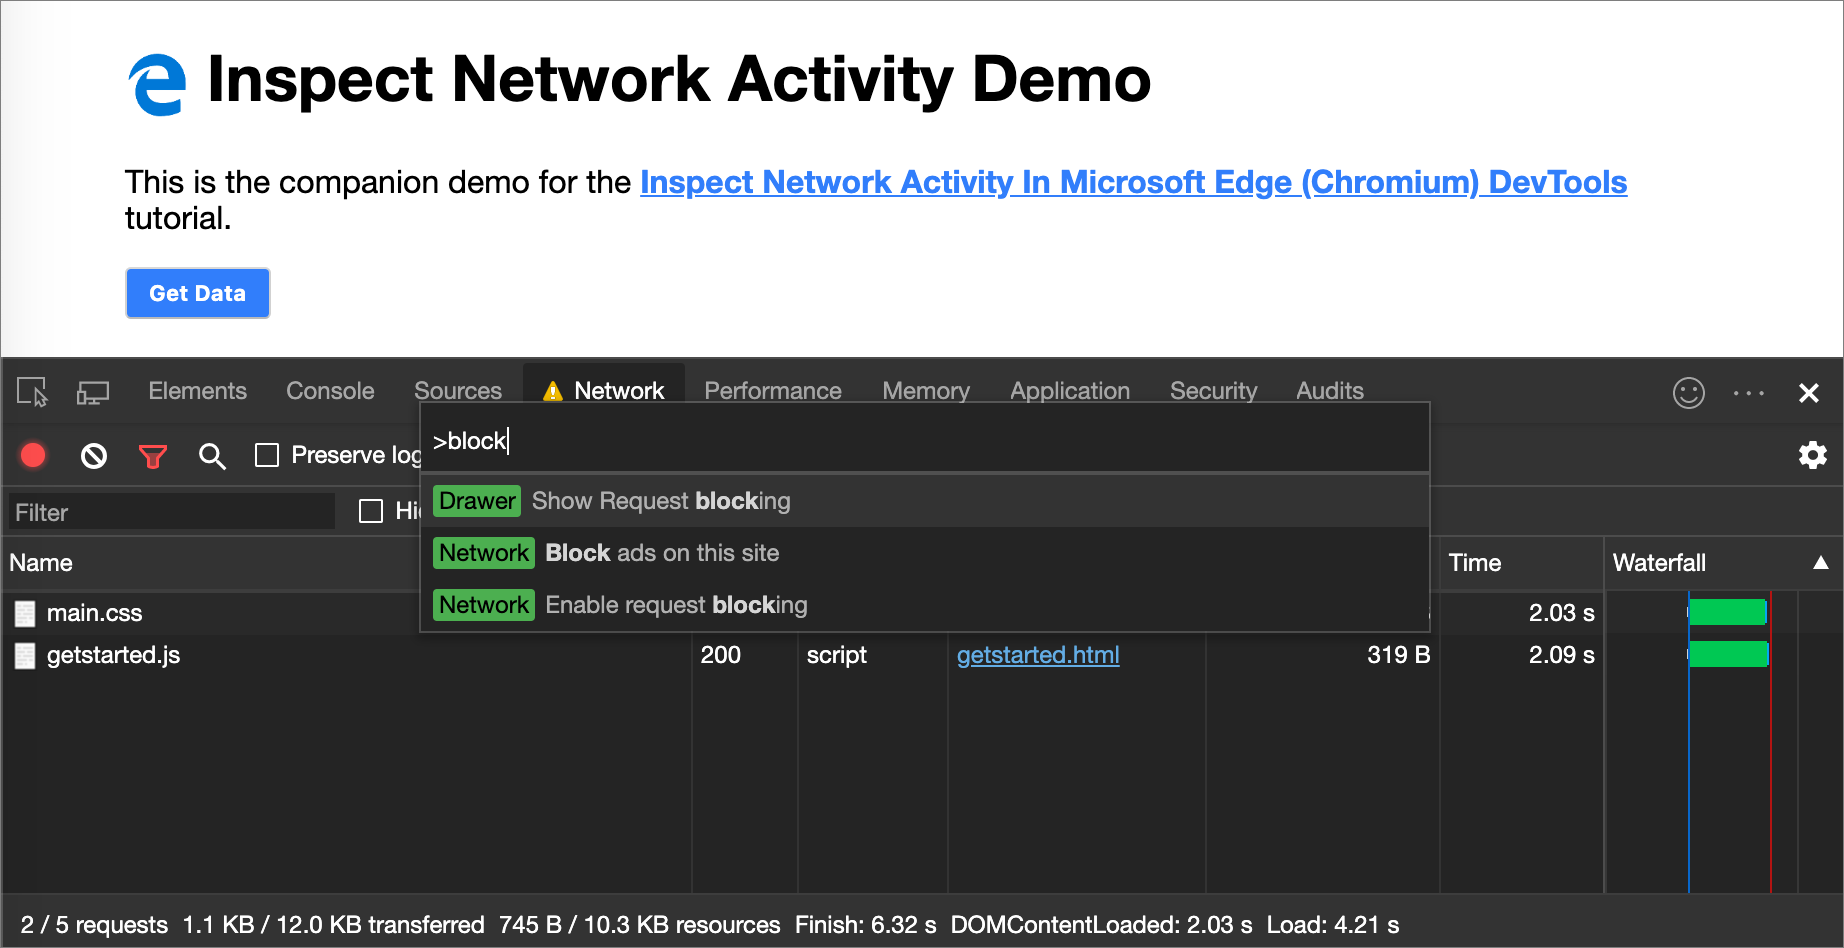 Inspect Network Activity Demo
This is the companion demo for the Inspect Network Activity In Microsoft Edge (Chromium) DevTools
tutorial.
Get Data
Elements Console Sources Network Performance Memory Application Security Audits
Preserve log
>block
Drawer Show Request blocking
Filter
Network Block ads on this site
Name Time Waterfall
Network Enable request blocking
main.css 2.03 s
getstarted.js 200 script getstarted.html 319 B 2.09 s
2 / 5 requests 1.1 KB / 12.0 KB transferred 745 B / 10.3 KB resources Finish: 6.32 s DOMContentLoaded: 2.03 s Load: 4.21 s